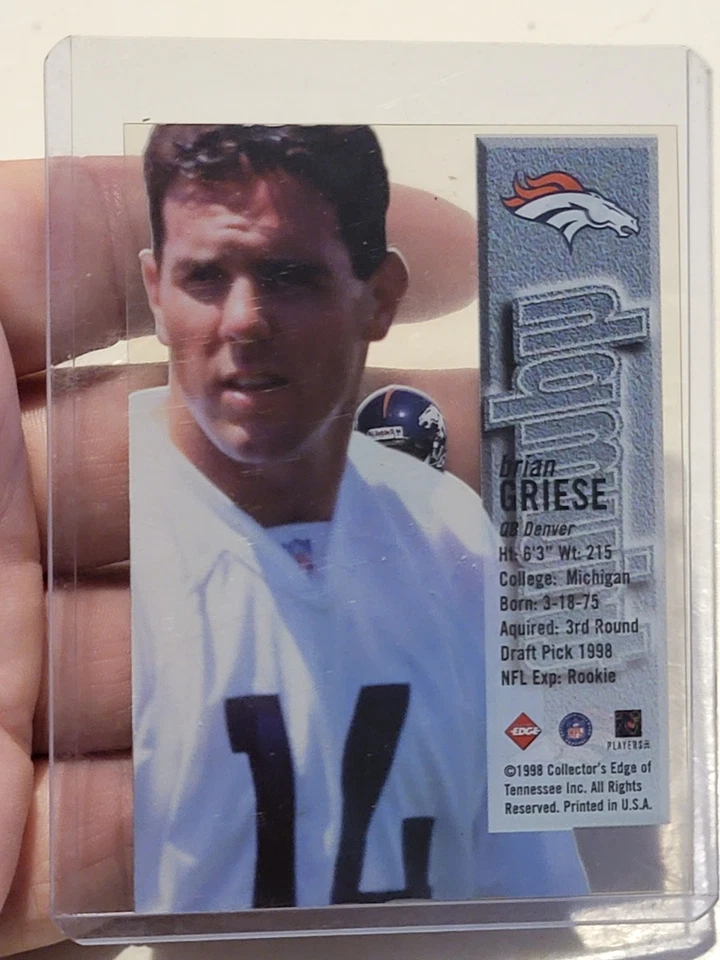 brian
GRIESE
QB Denver
Ht: 6'3" Wt: 215
College: Michigan
Born: 3-18-75
Aquired: 3rd Round
Draft Pick 1998
NFL Exp: Rookie
EDGE
NFL
PLAYERS INC
©1998 Collector's Edge of
Tennessee Inc. All Rights
Reserved. Printed in U.S.A.
14